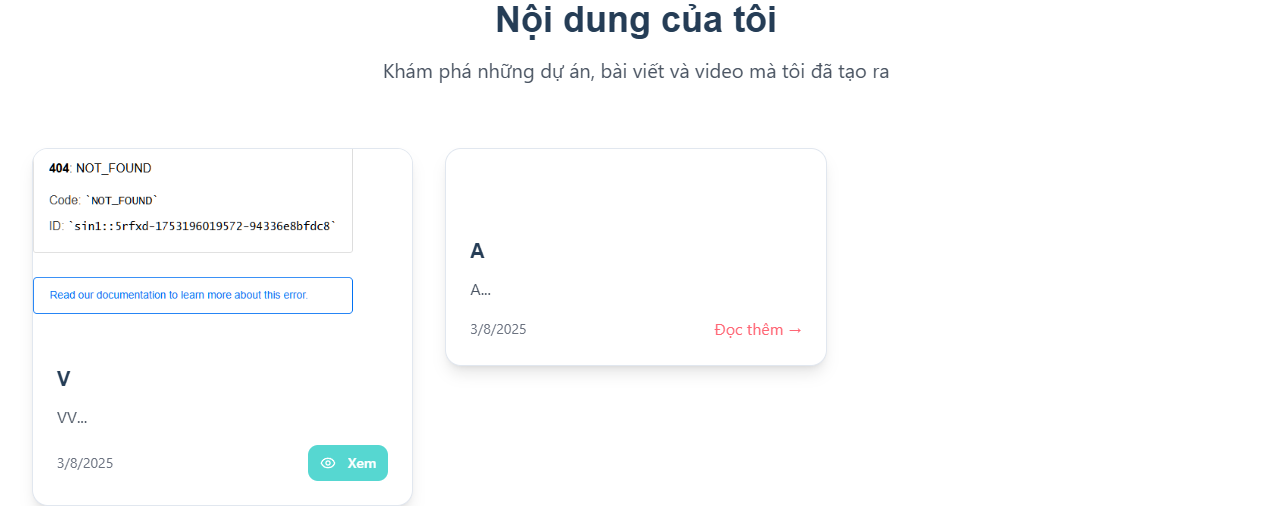 Nội dung của tôi
Khám phá những dự án, bài viết và video mà tôi đã tạo ra
404: NOT_FOUND
Code: `NOT_FOUND`
ID: `sin1::5rfxd-1753196019572-94336e8bfdc8`
Read our documentation to learn more about this error.
V
VV...
3/8/2025
Xem
A
A...
3/8/2025
Đọc thêm →